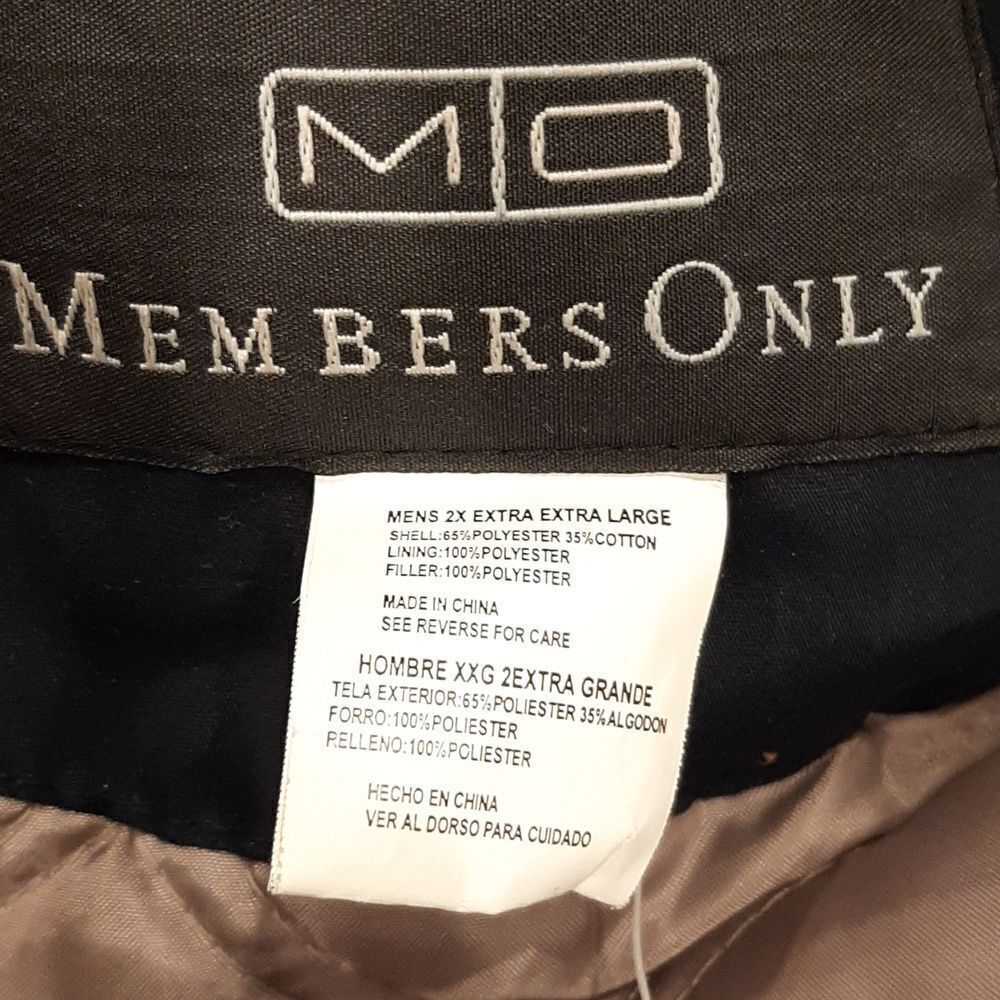 MO
MEMBERS ONLY
MENS 2X EXTRA EXTRA LARGE
SHELL:65%POLYESTER 35%COTTON
LINING:100%POLYESTER
FILLER:100%POLYESTER
MADE IN CHINA
SEE REVERSE FOR CARE
HOMBRE XXG 2EXTRA GRANDE
TELA EXTERIOR:65%POLIESTER 35%ALGODON
FORRO:100%POLIESTER
RELLENO:100%POLIESTER
HECHO EN CHINA
VER AL DORSO PARA CUIDADO